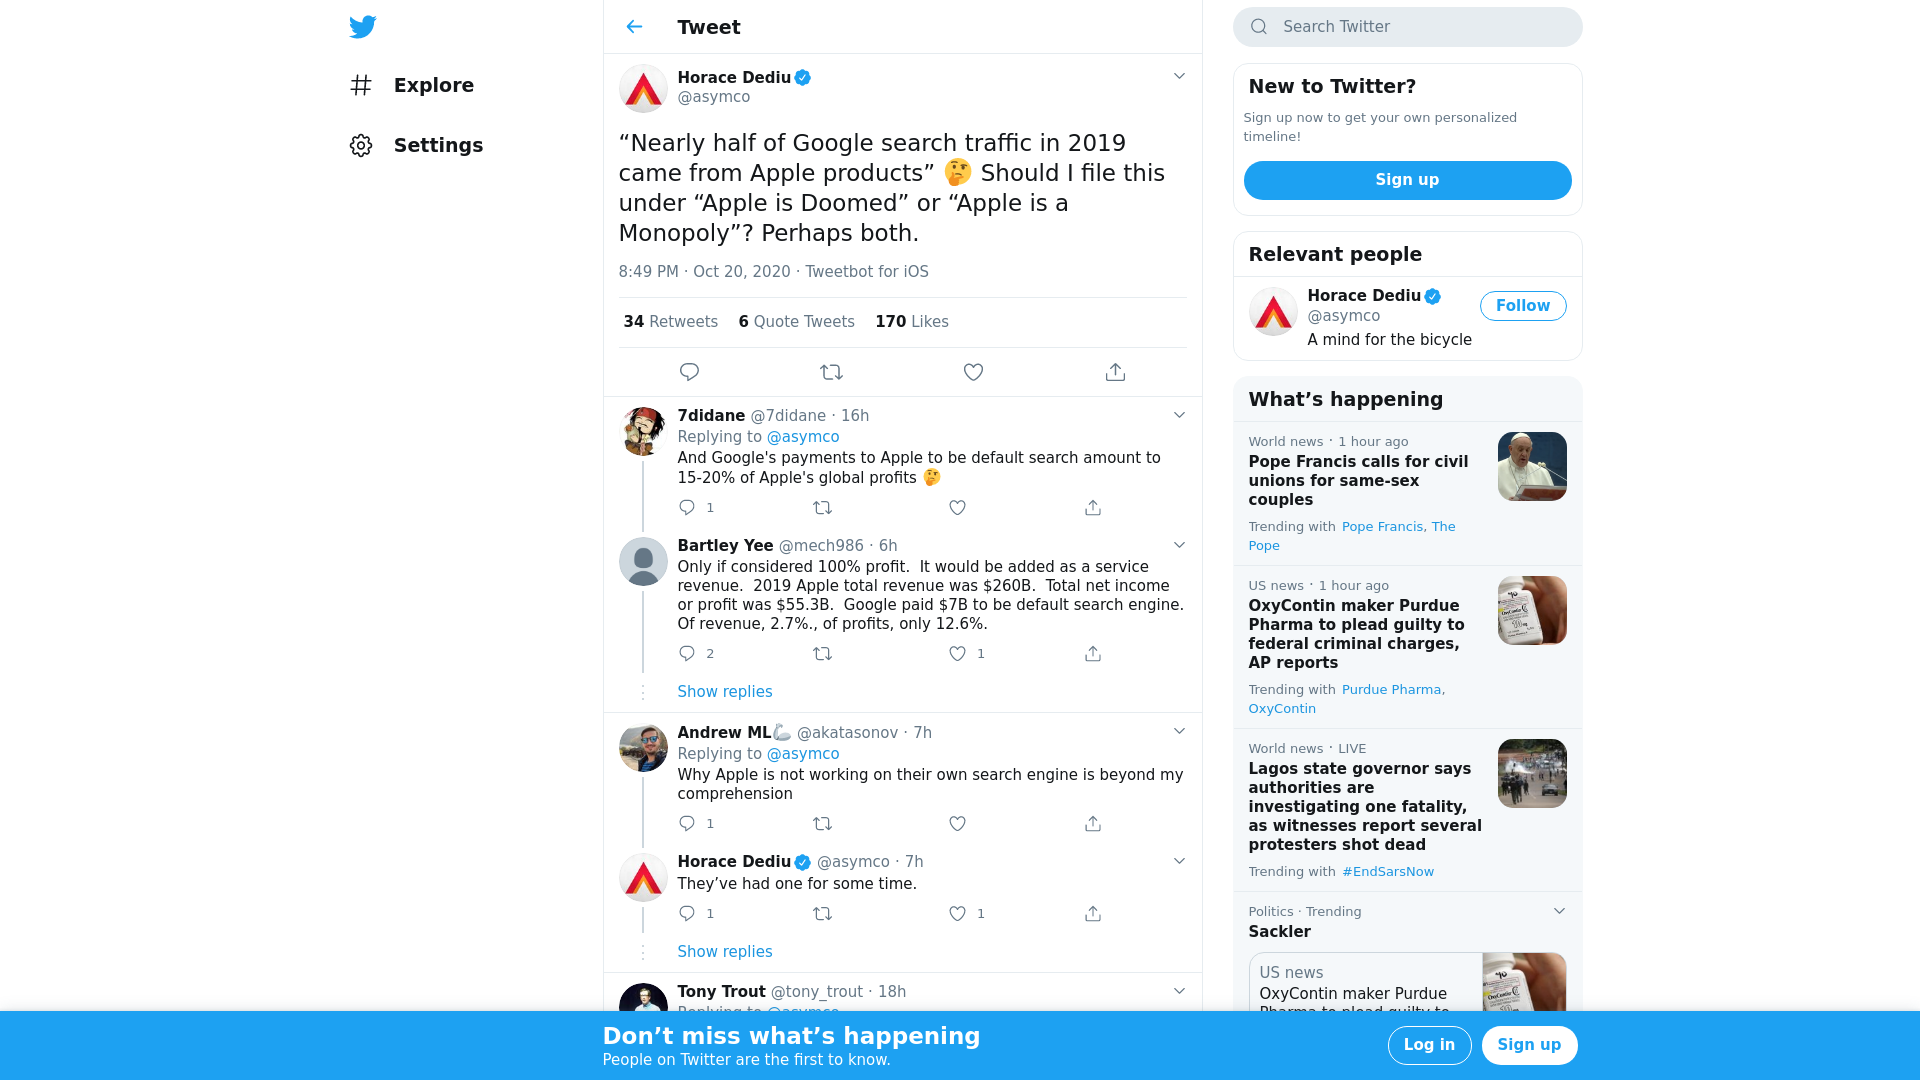 Explore
Settings
Tweet
Horace Dediu
@asymco
“Nearly half of Google search traffic in 2019
came from Apple products” 🤔 Should I file this
under “Apple is Doomed” or “Apple is a
Monopoly”? Perhaps both.
8:49 PM · Oct 20, 2020 · Tweetbot for iOS
34 Retweets 6 Quote Tweets 170 Likes
7didane @7didane · 16h
Replying to @asymco
And Google's payments to Apple to be default search amount to
15-20% of Apple's global profits 🤔
1
Bartley Yee @mech986 · 6h
Only if considered 100% profit.  It would be added as a service
revenue.  2019 Apple total revenue was $260B.  Total net income
or profit was $55.3B.  Google paid $7B to be default search engine.
Of revenue, 2.7%., of profits, only 12.6%.
2 1
Show replies
Andrew ML🦾 @akatasonov · 7h
Replying to @asymco
Why Apple is not working on their own search engine is beyond my
comprehension
1
Horace Dediu @asymco · 7h
They’ve had one for some time.
1 1
Show replies
Tony Trout @tony_trout · 18h
Replying to @asymco
Search Twitter
New to Twitter?
Sign up now to get your own personalized
timeline!
Sign up
Relevant people
Horace Dediu
@asymco
Follow
A mind for the bicycle
What’s happening
World news · 1 hour ago
Pope Francis calls for civil
unions for same-sex
couples
Trending with Pope Francis, The
Pope
US news · 1 hour ago
OxyContin maker Purdue
Pharma to plead guilty to
federal criminal charges,
AP reports
Trending with Purdue Pharma,
OxyContin
World news · LIVE
Lagos state governor says
authorities are
investigating one fatality,
as witnesses report several
protesters shot dead
Trending with #EndSarsNow
Politics · Trending
Sackler
US news
OxyContin maker Purdue
Pharma to plead guilty to
Don’t miss what’s happening
People on Twitter are the first to know.
Log in
Sign up